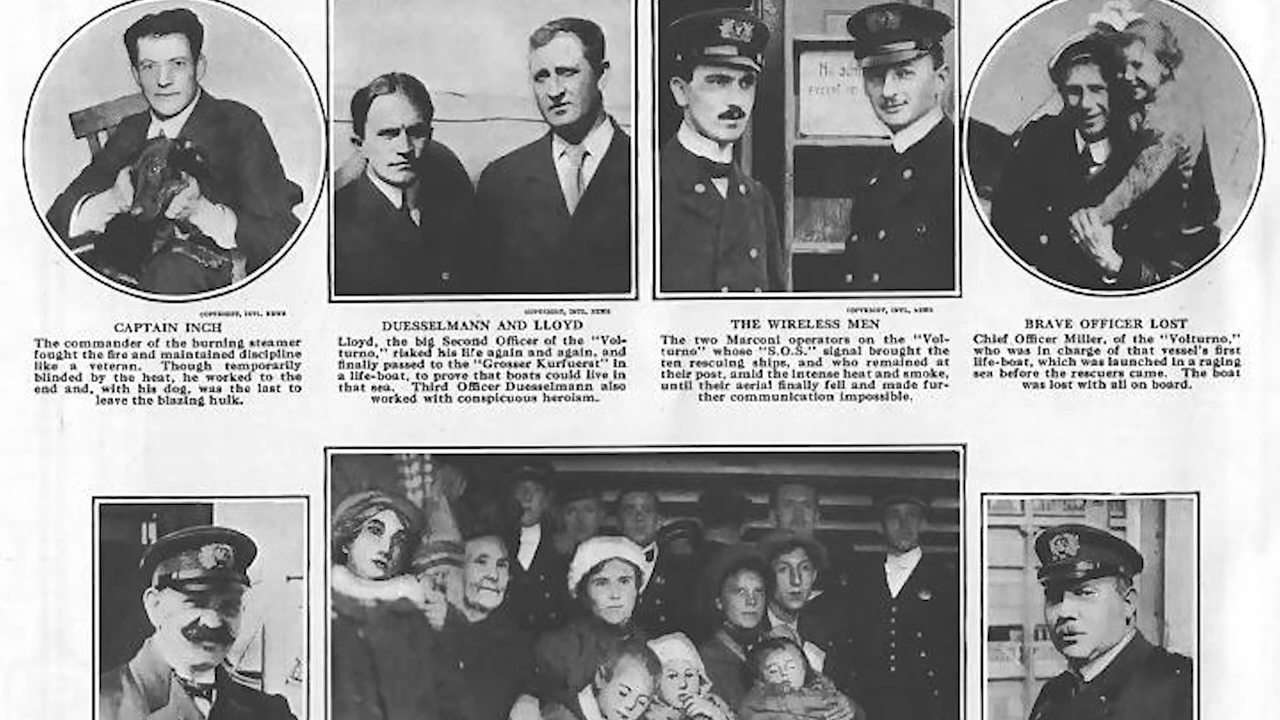 COPYRIGHT, INTL. NEWS
CAPTAIN INCH
The commander of the burning steamer
fought the fire and maintained discipline
like a veteran. Though temporarily
blinded by the heat, he worked to the
end and, with his dog, was the last to
leave the blazing hulk.
COPYRIGHT, INTL. NEWS
DUESSELMANN AND LLOYD
Lloyd, the big Second Officer of the "Vol-
turno," risked his life again and again, and
finally passed to the "Grosser Kurfuerst" in
a life-boat, to prove that boats could live in
that sea. Third Officer Duesselmann also
worked with conspicuous heroism.
COPYRIGHT, INTL. NEWS
THE WIRELESS MEN
The two Marconi operators on the "Vol-
turno" whose "S.O.S." signal brought the
ten rescuing ships, and who remained at
their post, amid the intense heat and smoke,
until their aerial finally fell and made fur-
ther communication impossible.
BRAVE OFFICER LOST
Chief Officer Miller, of the "Volturno,"
who was in charge of that vessel's first
life-boat, which was launched in a raging
sea before the rescuers came. The boat
was lost with all on board.